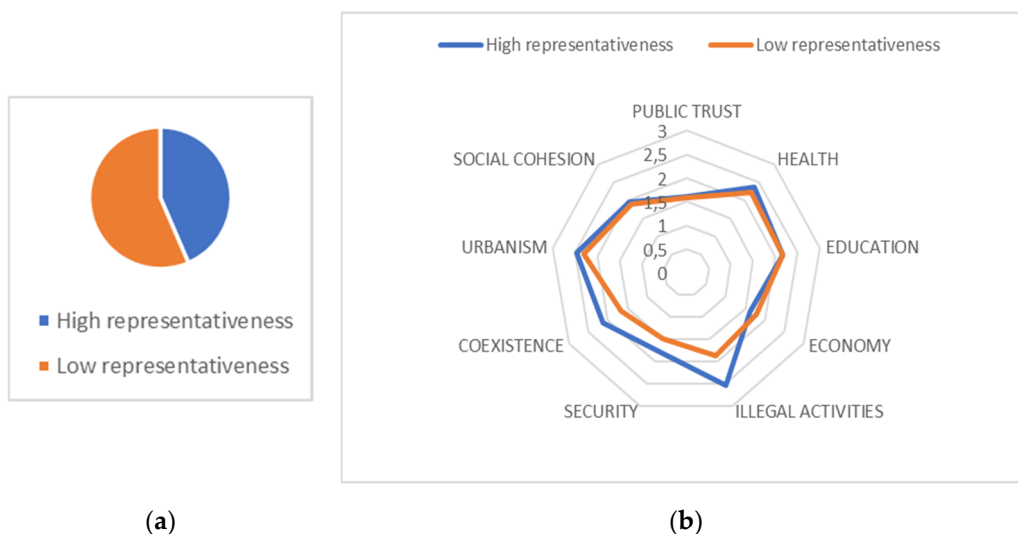 High representativeness
Low representativeness
(a)
High representativeness Low representativeness
PUBLIC TRUST
3
SOCIAL COHESION
2,5
HEALTH
2
1,5
URBANISM
1
EDUCATION
0,5
0
COEXISTENCE
ECONOMY
SECURITY
ILLEGAL ACTIVITIES
(b)